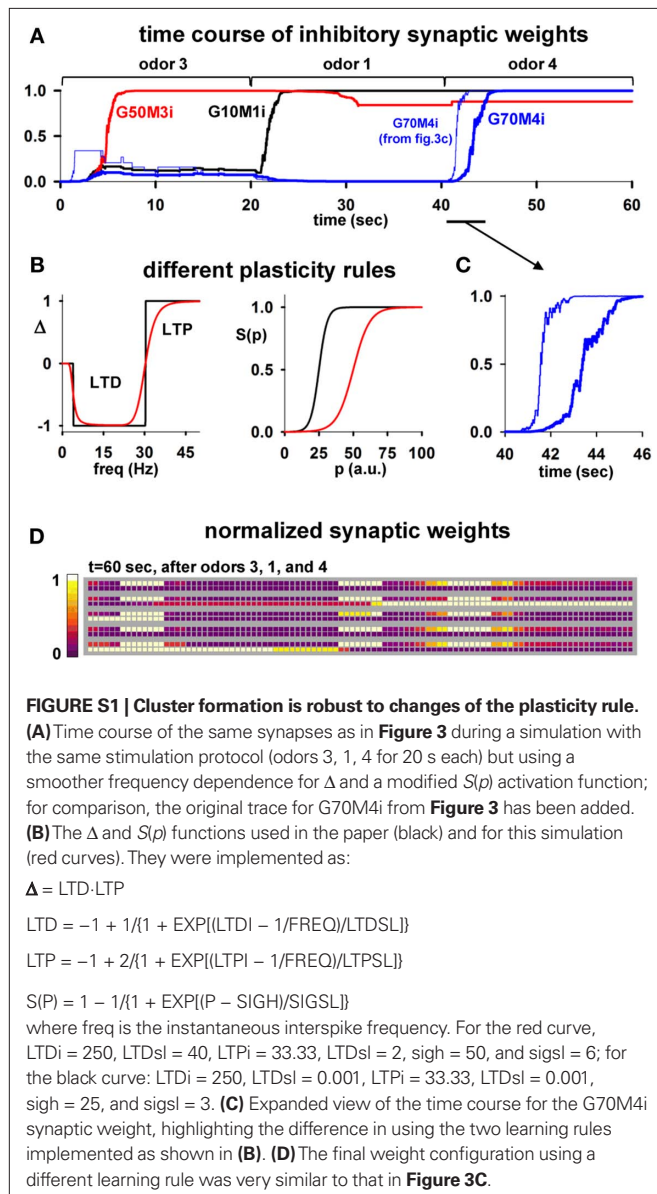 A time course of inhibitory synaptic weights
odor 3 odor 1 odor 4
1.0
0.5
0.0
G50M3i
G10M1i
G70M4i
(from fig.3c)
G70M4i
0 10 20 30 40 50 60
time (sec)
B different plasticity rules
1
Δ
0
-1
LTD
LTP
0 15 30 45
freq (Hz)
1.0
S(p)
0.5
0.0
0 25 50 75 100
p (a.u.)
C
1.0
0.5
0.0
40 42 44 46
time (sec)
D normalized synaptic weights
t=60 sec, after odors 3, 1, and 4
1
0
FIGURE S1 | Cluster formation is robust to changes of the plasticity rule.
(A) Time course of the same synapses as in Figure 3 during a simulation with
the same stimulation protocol (odors 3, 1, 4 for 20 s each) but using a
smoother frequency dependence for Δ and a modified S(p) activation function;
for comparison, the original trace for G70M4i from Figure 3 has been added.
(B) The Δ and S(p) functions used in the paper (black) and for this simulation
(red curves). They were implemented as:
Δ = LTD·LTP
LTD = −1 + 1/{1 + EXP[(LTDI − 1/FREQ)/LTDSL]}
LTP = −1 + 2/{1 + EXP[(LTPI − 1/FREQ)/LTPSL]}
S(P) = 1 − 1/{1 + EXP[(P − SIGH)/SIGSL]}
where freq is the instantaneous interspike frequency. For the red curve,
LTDi = 250, LTDsl = 40, LTPi = 33.33, LTDsl = 2, sigh = 50, and sigsl = 6; for
the black curve: LTDi = 250, LTDsl = 0.001, LTPi = 33.33, LTDsl = 0.001,
sigh = 25, and sigsl = 3. (C) Expanded view of the time course for the G70M4i
synaptic weight, highlighting the difference in using the two learning rules
implemented as shown in (B). (D) The final weight configuration using a
different learning rule was very similar to that in Figure 3C.